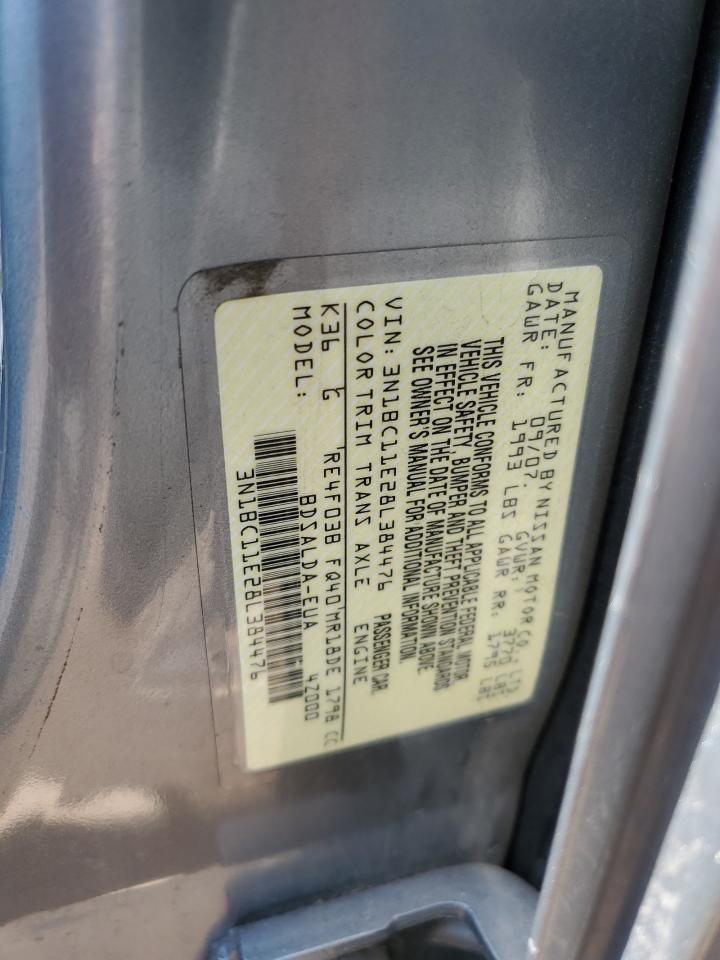 MANUFACTURED BY NISSAN MOTOR CO., LTD.
DATE: 09/07 GVWR: 3770 LBS
GAWR FR: 1993 LBS GAWR RR: 1795 LBS
THIS VEHICLE CONFORMS TO ALL APPLICABLE FEDERAL MOTOR
VEHICLE SAFETY, BUMPER AND THEFT PREVENTION STANDARDS
IN EFFECT ON THE DATE OF MANUFACTURE SHOWN ABOVE.
SEE OWNER'S MANUAL FOR ADDITIONAL INFORMATION.
VIN: 3N1BC11E28L384476 PASSENGER CAR
COLOR TRIM TRANS AXLE ENGINE
K36 G RE4F03B FQ40 MR18DE 1798 CC
MODEL: BDSALDA-EUA 4Z000
3N1BC11E28L384476